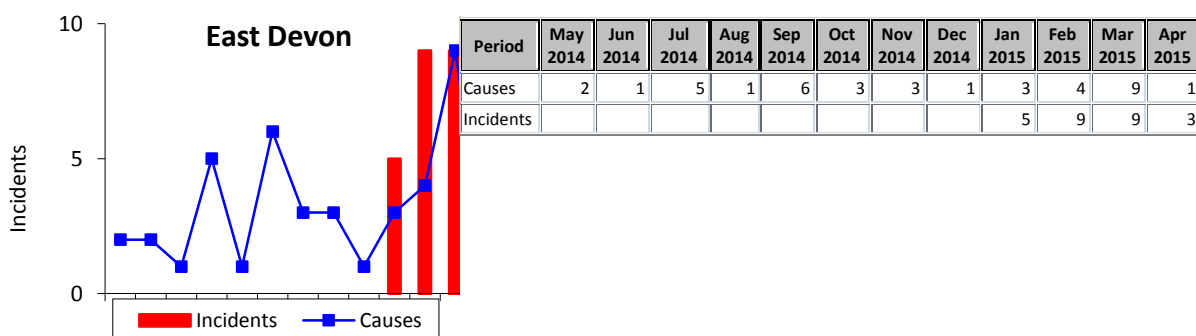 10
East Devon
5
0
Incidents
Incidents Causes
Period May 2014 Jun 2014 Jul 2014 Aug 2014 Sep 2014 Oct 2014 Nov 2014 Dec 2014 Jan 2015 Feb 2015 Mar 2015 Apr 2015
Causes 2 1 5 1 6 3 3 1 3 4 9 1
Incidents 5 9 9 3